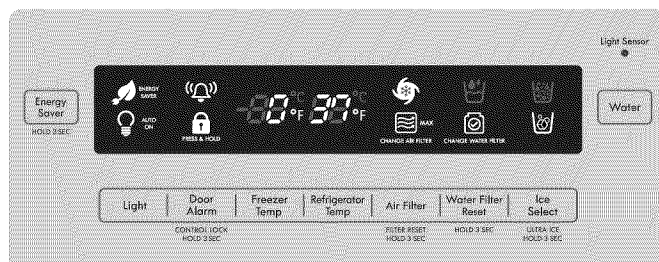 Light Sensor
Energy
Saver
HOLD 3 SEC
ENERGY
SAVER
AUTO
ON
PRESS & HOLD
0 °C
°F
37 °C
°F
MAX
CHANGE AIR FILTER
CHANGE WATER FILTER
Water
Light
Door
Alarm
CONTROL LOCK
HOLD 3 SEC
Freezer
Temp
Refrigerator
Temp
Air Filter
FILTER RESET
HOLD 3 SEC
Water Filter
Reset
HOLD 3 SEC
Ice
Select
ULTRA ICE
HOLD 3 SEC